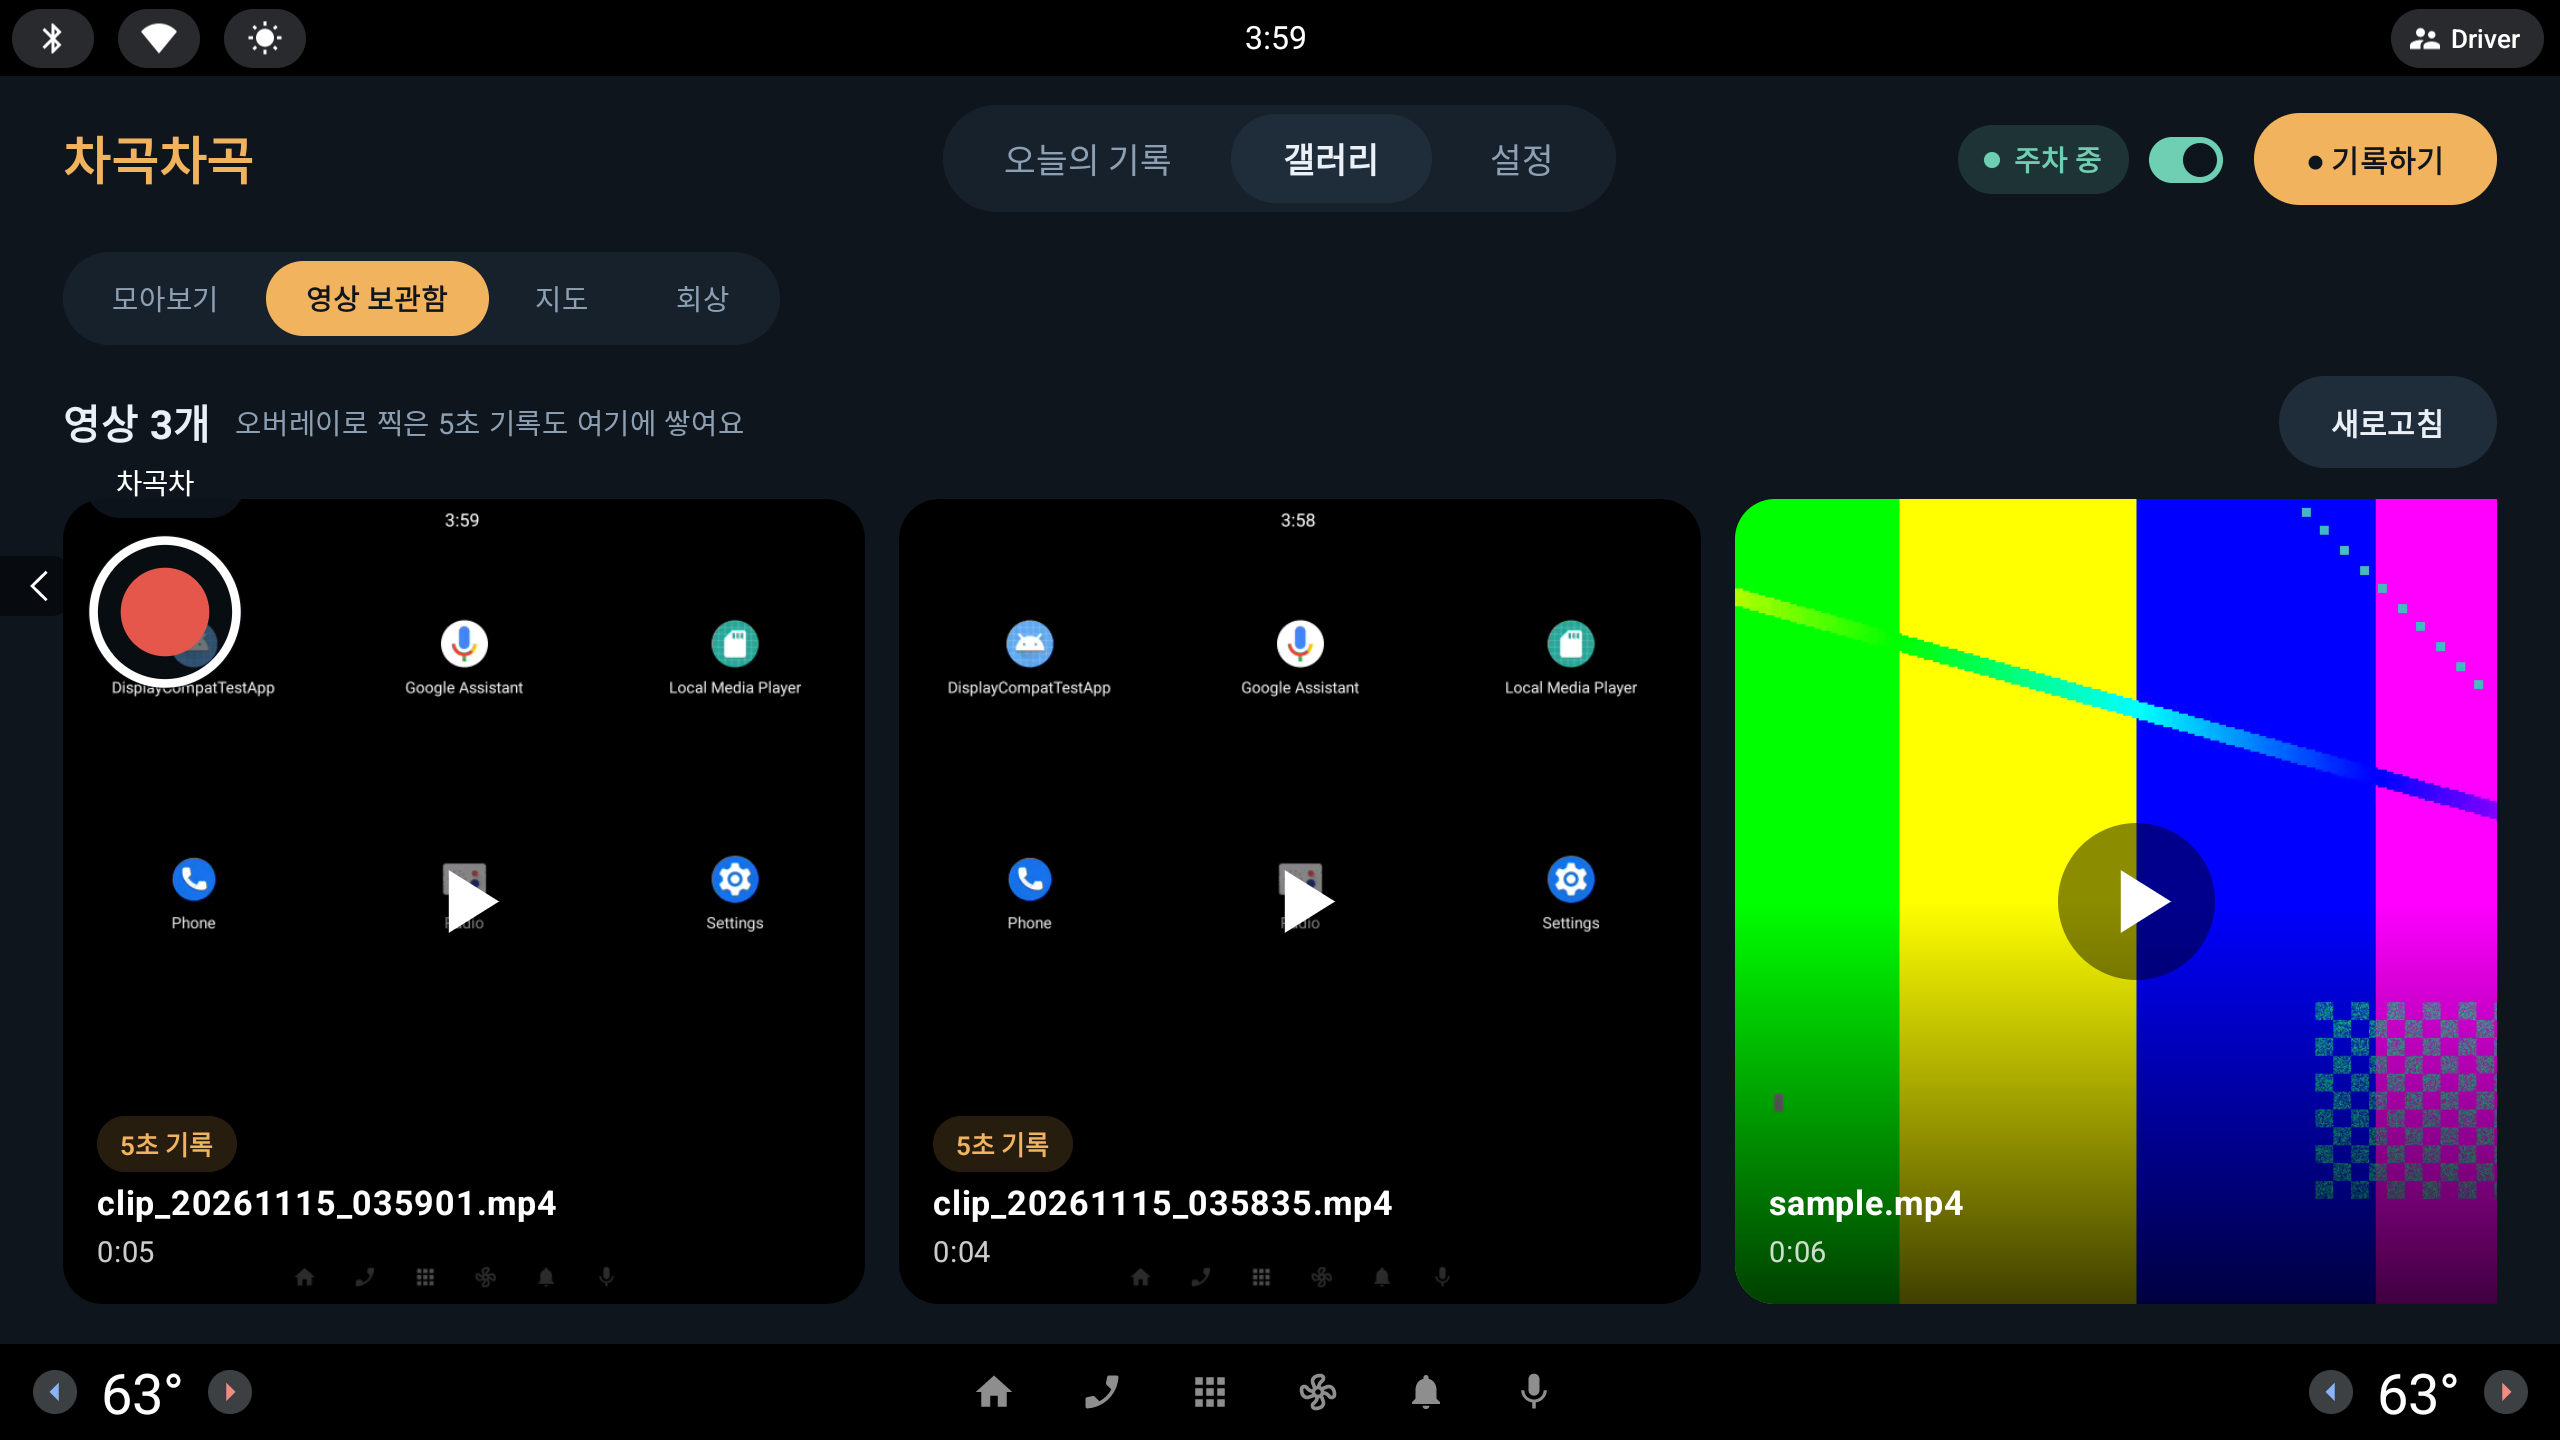 3:59
Driver
차곡차곡
오늘의 기록
갤러리
설정
주차 중
기록하기
모아보기
영상 보관함
지도
회상
영상 3개
오버레이로 찍은 5초 기록도 여기에 쌓여요
새로고침
차곡차
3:59
DisplayCompatTestApp
Google Assistant
Local Media Player
Phone
Radio
Settings
5초 기록
clip_20261115_035901.mp4
0:05
3:58
DisplayCompatTestApp
Google Assistant
Local Media Player
Phone
Radio
Settings
5초 기록
clip_20261115_035835.mp4
0:04
sample.mp4
0:06
63°
63°